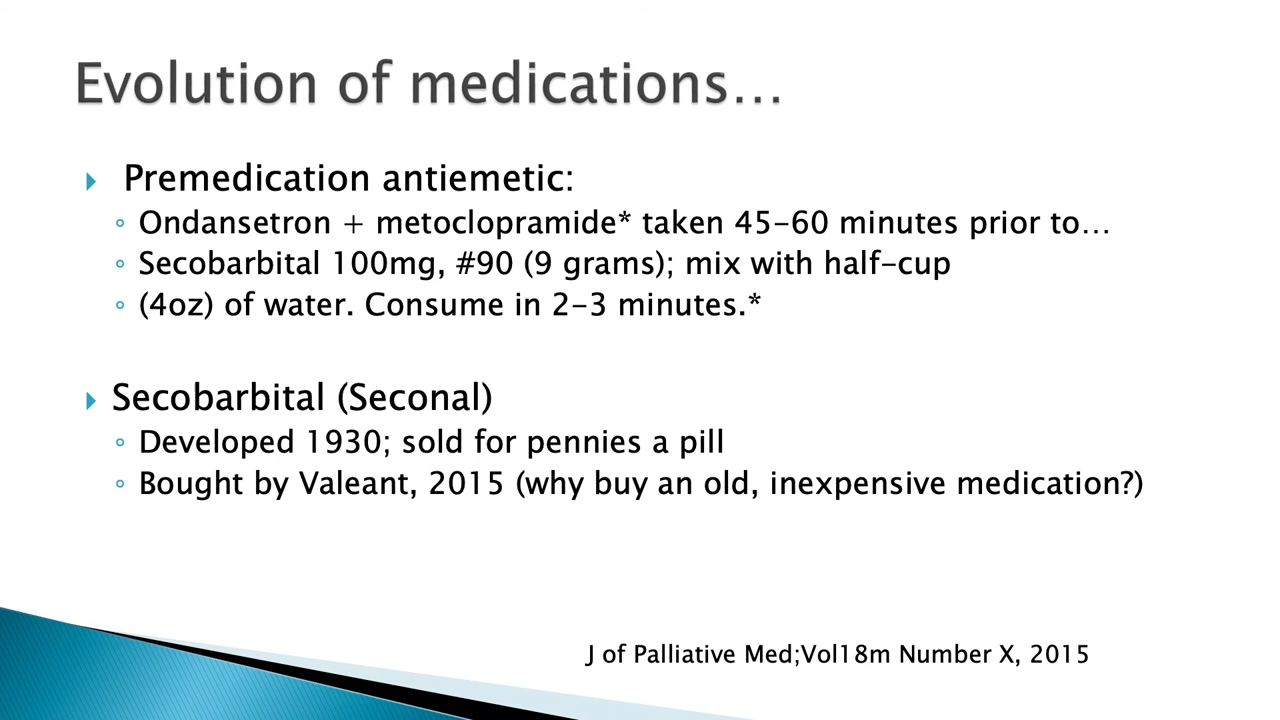 Evolution of medications…
Premedication antiemetic:
Ondansetron + metoclopramide* taken 45-60 minutes prior to…
Secobarbital 100mg, #90 (9 grams); mix with half-cup
(4oz) of water. Consume in 2-3 minutes.*
Secobarbital (Seconal)
Developed 1930; sold for pennies a pill
Bought by Valeant, 2015 (why buy an old, inexpensive medication?)
J of Palliative Med;Vol18m Number X, 2015